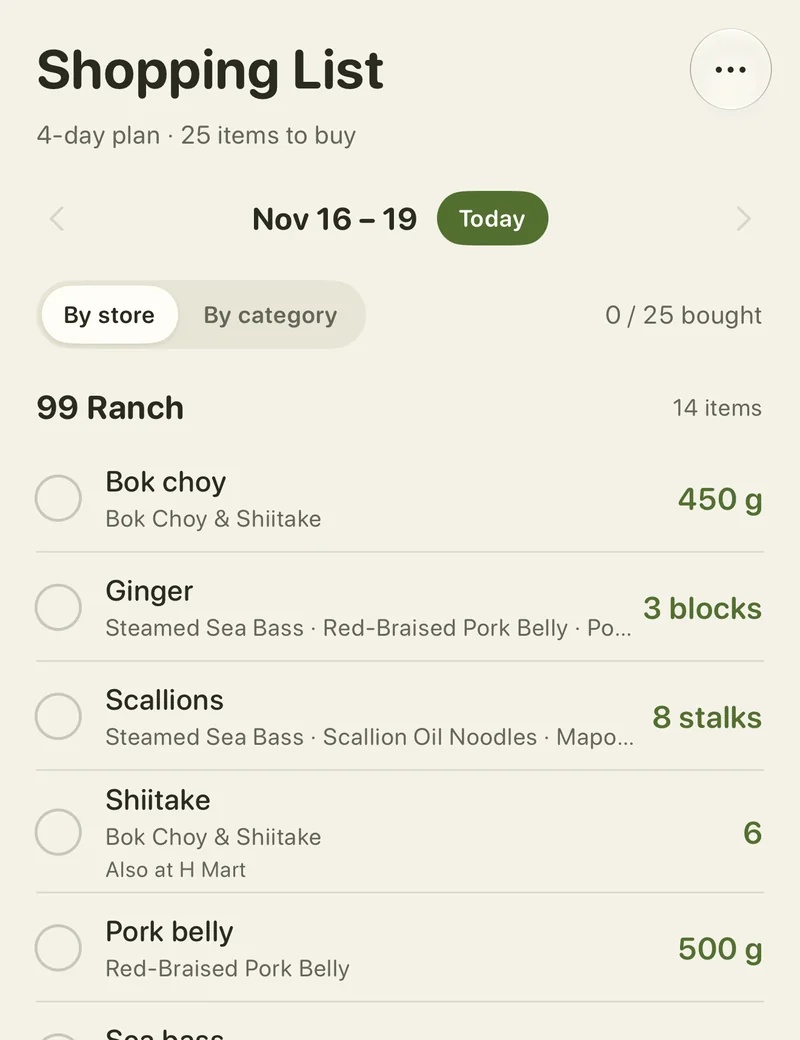 Shopping List
4-day plan · 25 items to buy
Nov 16 – 19 Today
By store By category 0 / 25 bought
99 Ranch 14 items
Bok choy
Bok Choy & Shiitake
450 g
Ginger
Steamed Sea Bass · Red-Braised Pork Belly · Po...
3 blocks
Scallions
Steamed Sea Bass · Scallion Oil Noodles · Mapo...
8 stalks
Shiitake
Bok Choy & Shiitake
Also at H Mart
6
Pork belly
Red-Braised Pork Belly
500 g
Sea bass